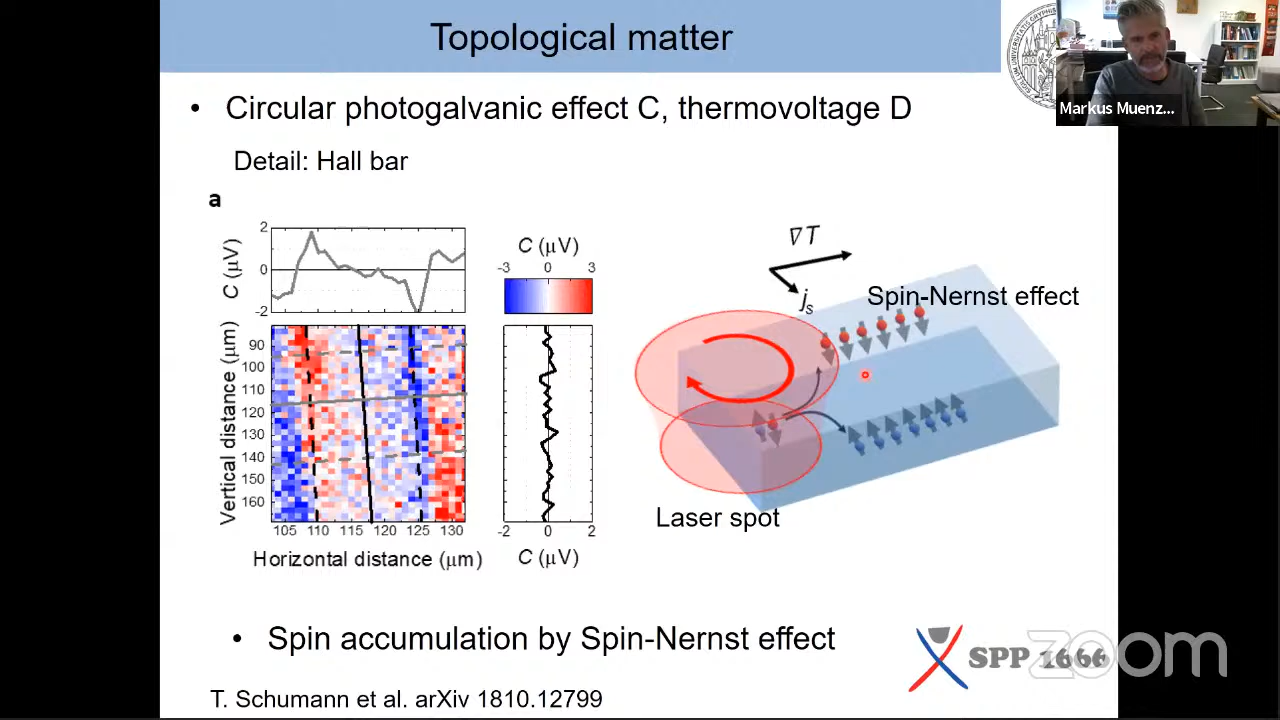 Topological matter
Markus Muenz...
• Circular photogalvanic effect C, thermovoltage D
Detail: Hall bar
a
C (μV)
2
0
-2
C (μV)
-3 0 3
Vertical distance (μm)
90
100
110
120
130
140
150
160
105 110 115 120 125 130
Horizontal distance (μm)
-2 0 2
C (μV)
∇T
js
Spin-Nernst effect
Laser spot
• Spin accumulation by Spin-Nernst effect
SPP 1666
zoom
T. Schumann et al. arXiv 1810.12799